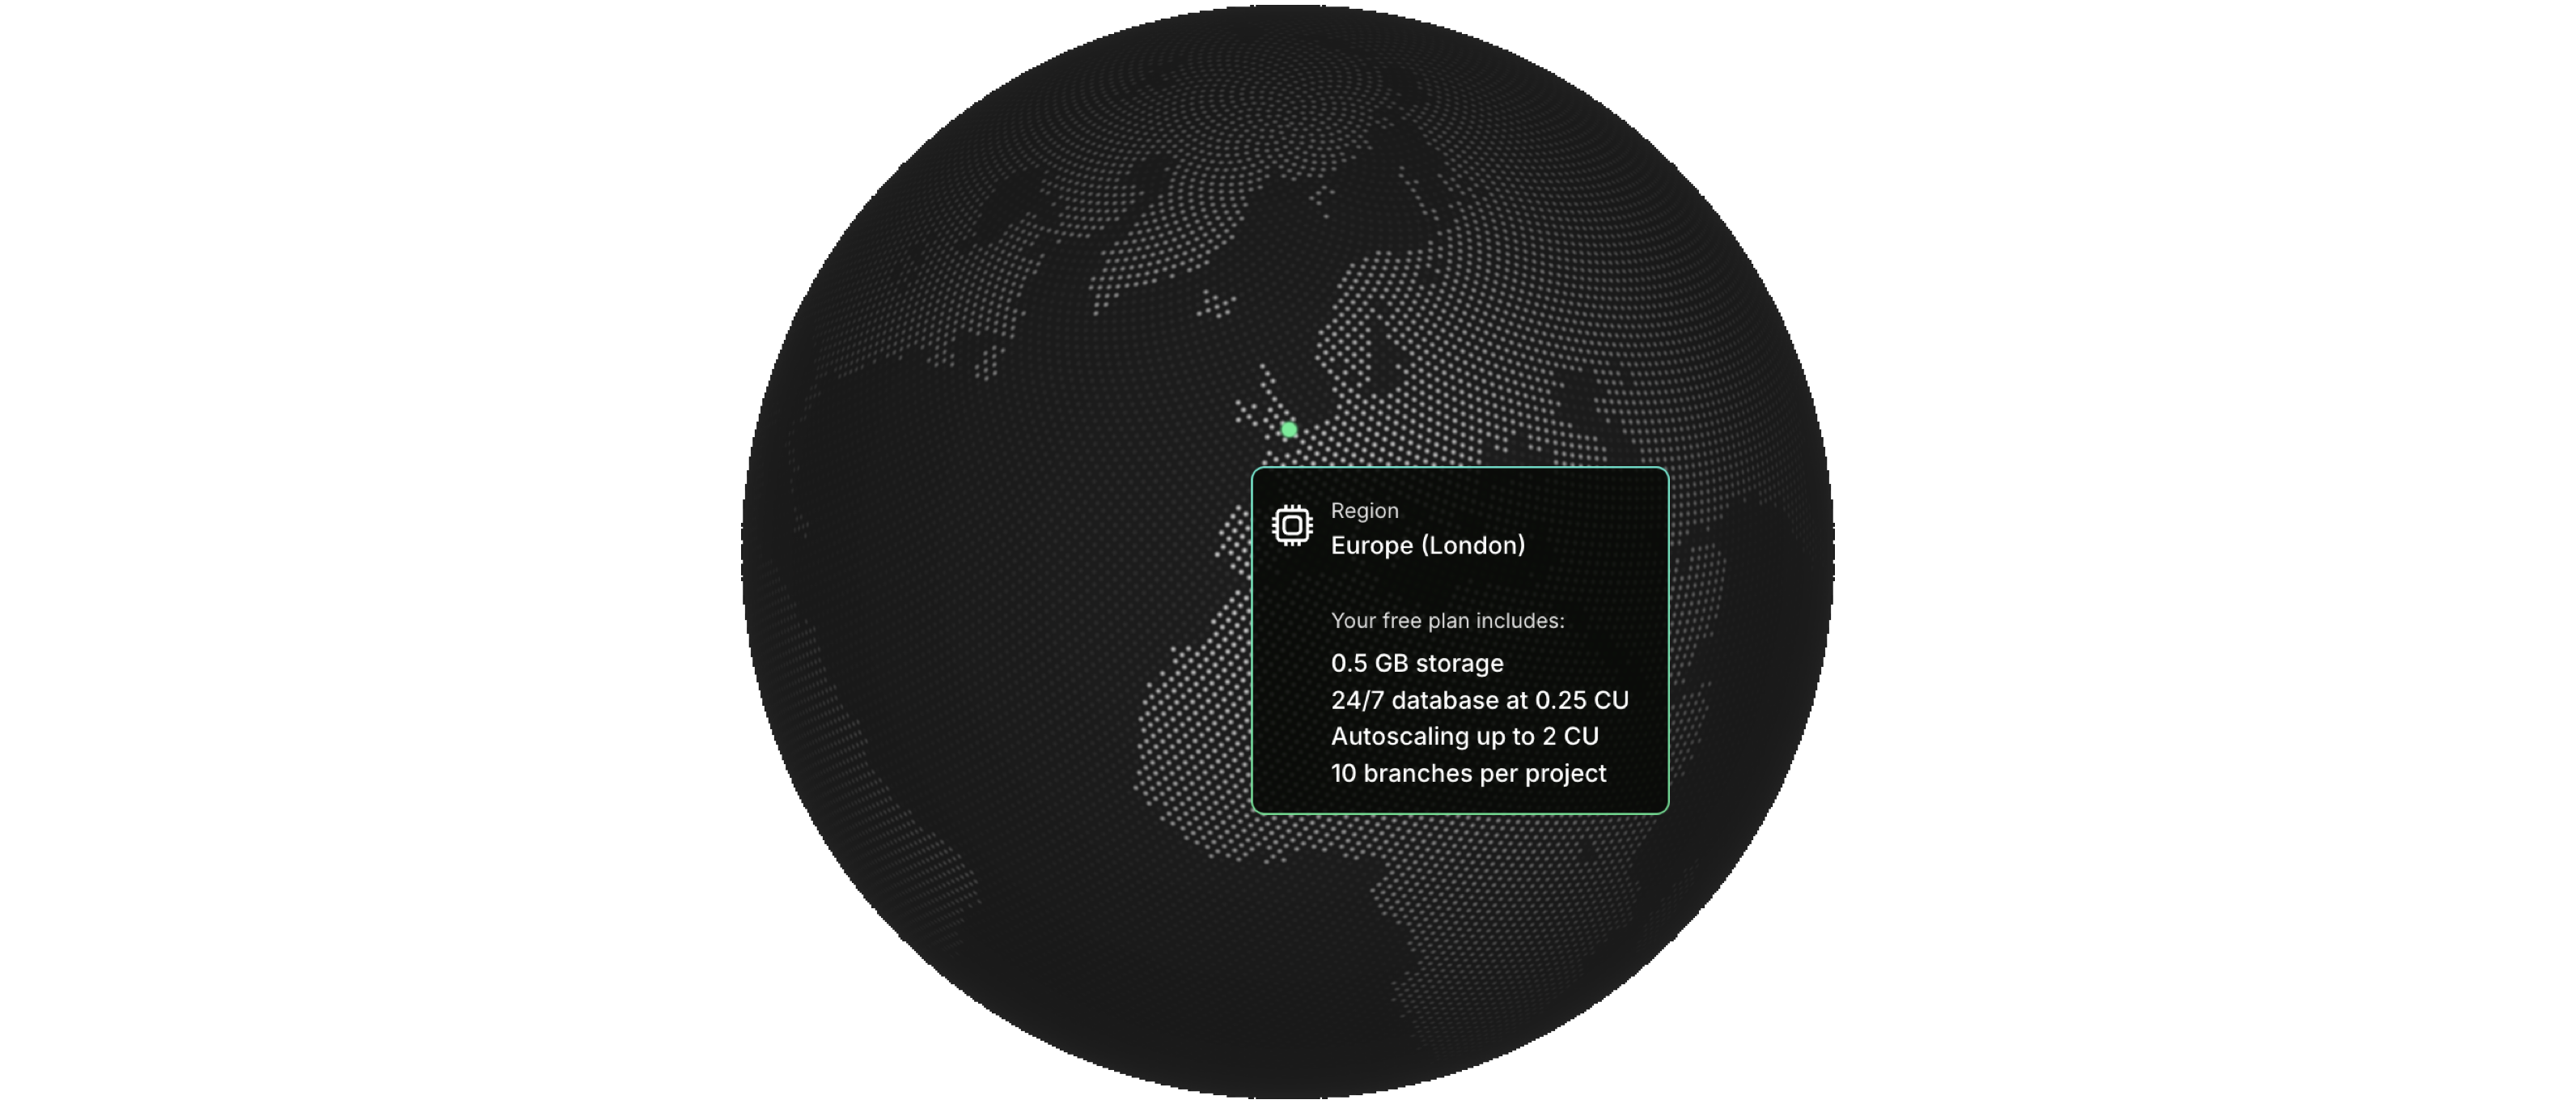 Region
Europe (London)
Your free plan includes:
0.5 GB storage
24/7 database at 0.25 CU
Autoscaling up to 2 CU
10 branches per project